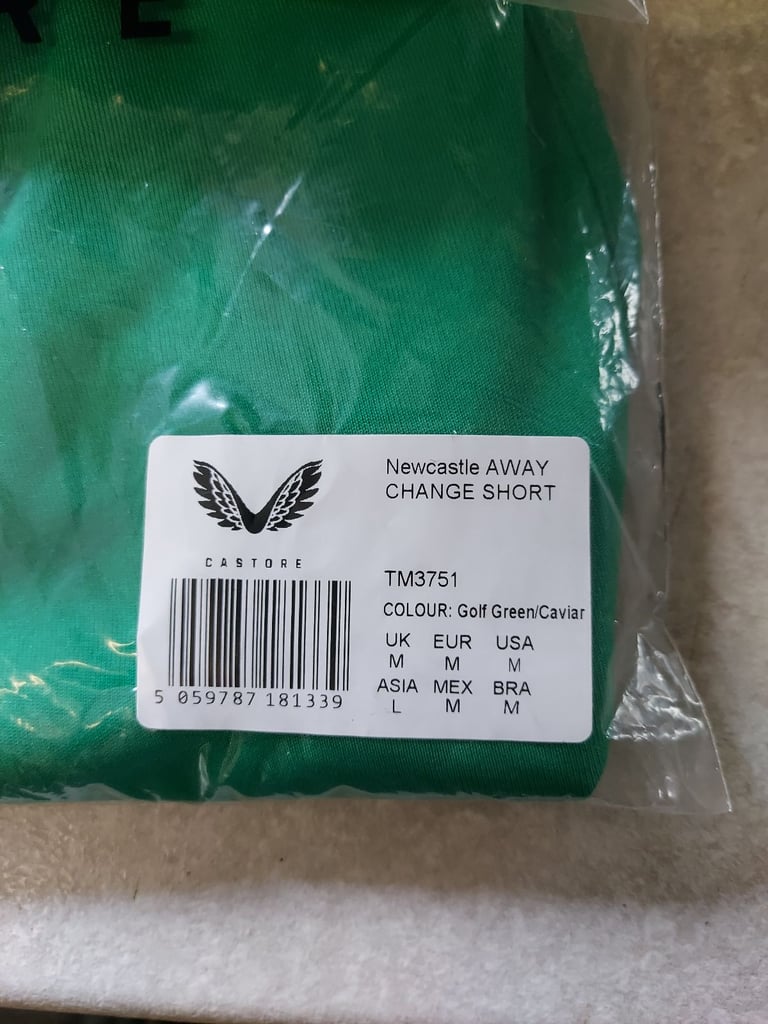 RE
Newcastle AWAY
CHANGE SHORT
CASTORE
TM3751
COLOUR: Golf Green/Caviar
UK EUR USA
M M M
ASIA MEX BRA
L M M
5 059787 181339